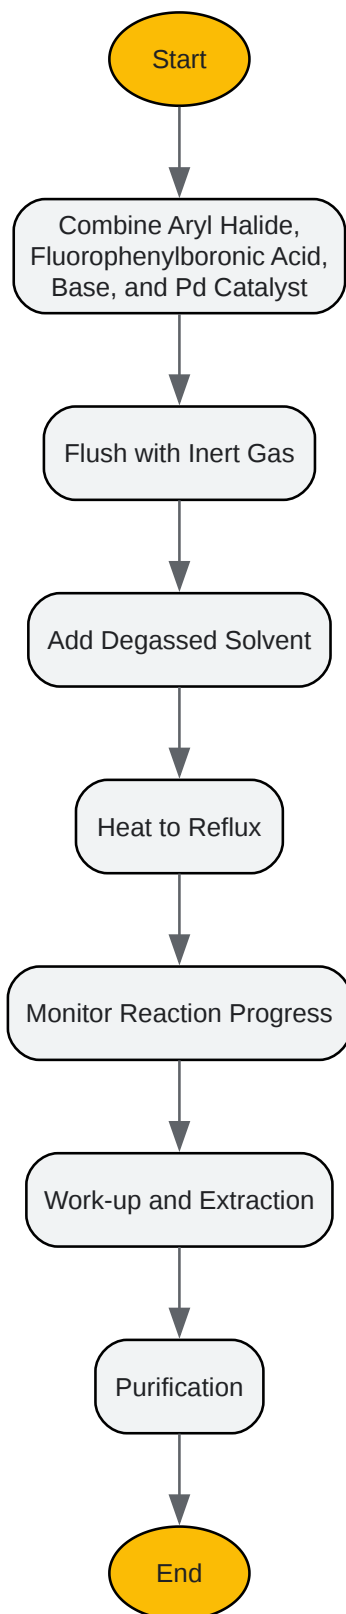 Start
Combine Aryl Halide,
Fluorophenylboronic Acid,
Base, and Pd Catalyst
Flush with Inert Gas
Add Degassed Solvent
Heat to Reflux
Monitor Reaction Progress
Work-up and Extraction
Purification
End